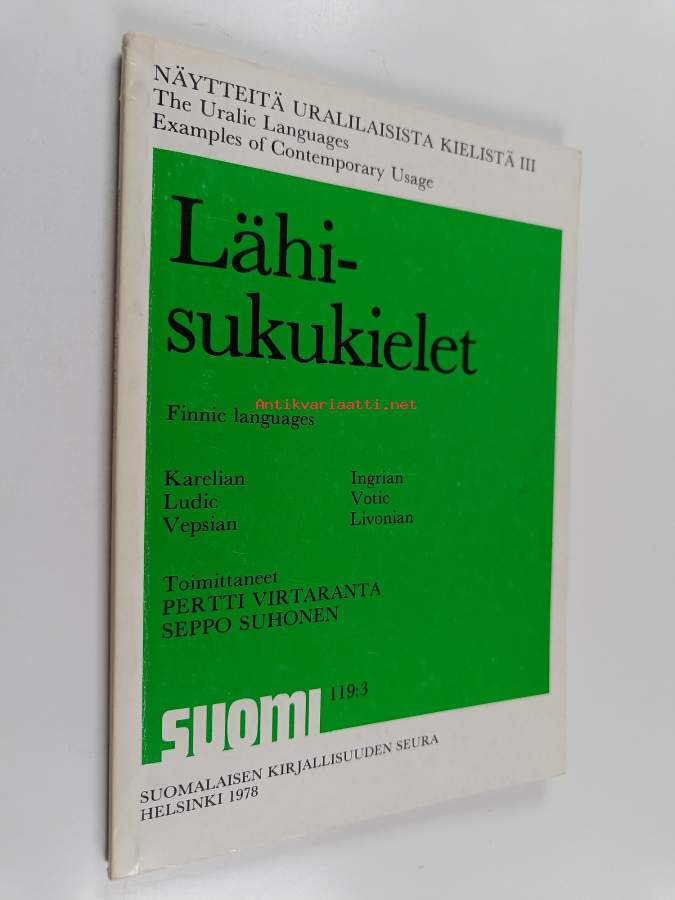 NÄYTTEITÄ URALILAISISTA KIELISTÄ III
The Uralic Languages
Examples of Contemporary Usage
Lähi-
sukukielet
Antikvariaatti.net
Finnic languages
Karelian
Ludic
Vepsian
Ingrian
Votic
Livonian
Toimittaneet
PERTTI VIRTARANTA
SEPPO SUHONEN
suomi 119:3
SUOMALAISEN KIRJALLISUUDEN SEURA
HELSINKI 1978